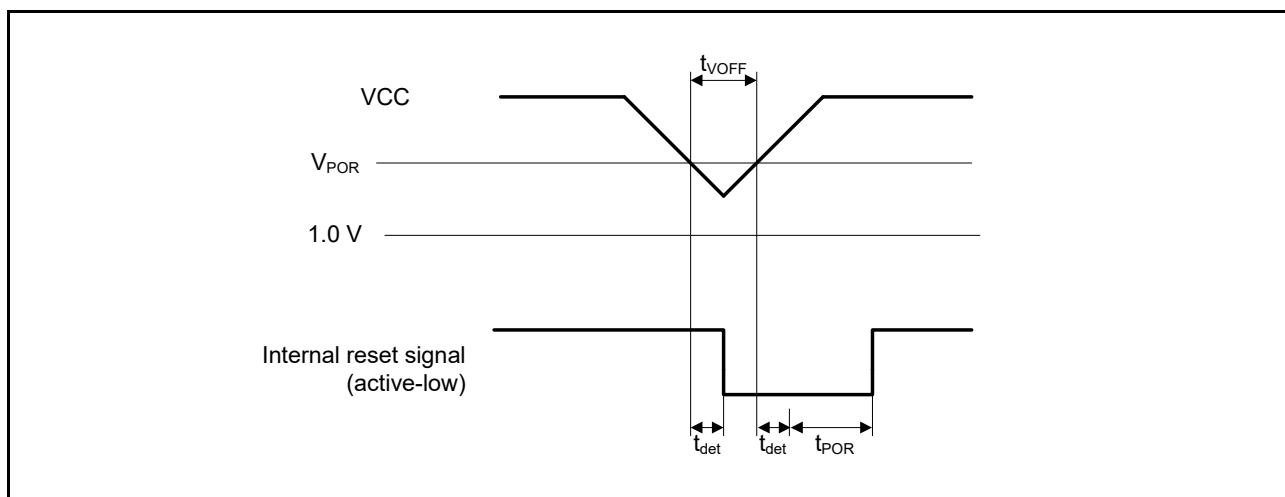 tVOFF
VCC
VPOR
1.0 V
Internal reset signal
(active-low)
tdet
tdet
tPOR